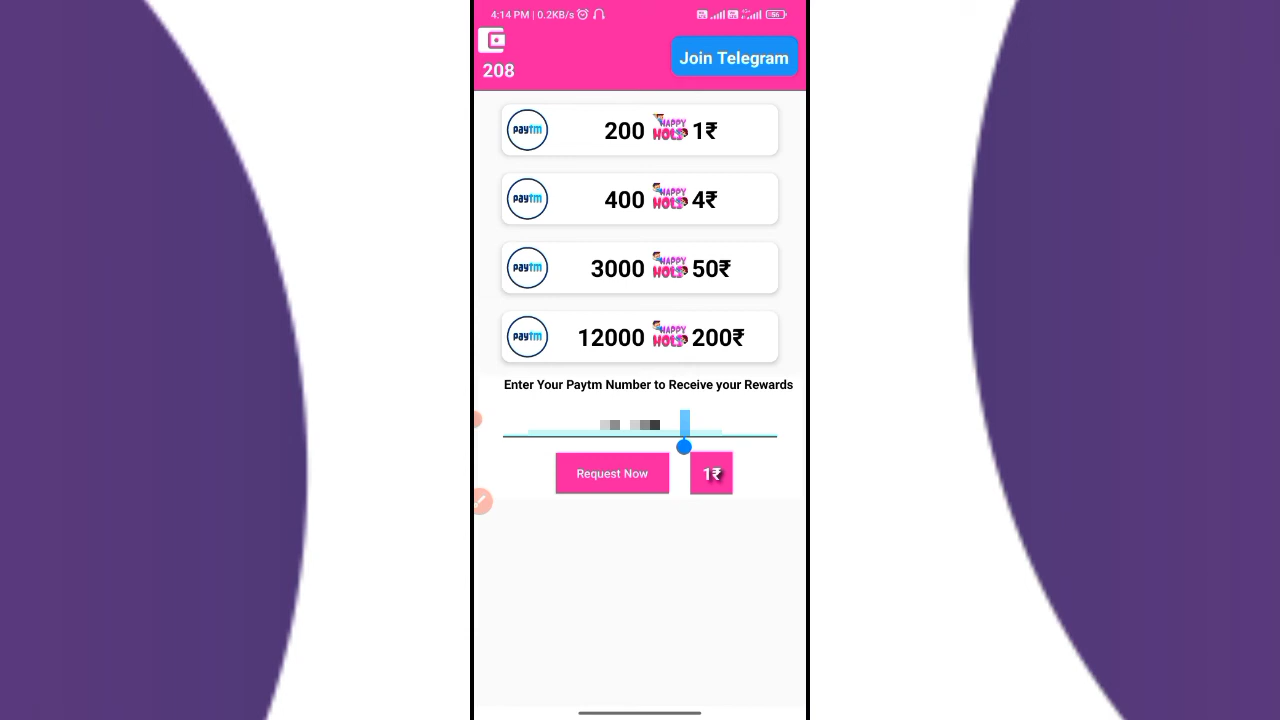 4:14 PM | 0.2KB/s
56
208
Join Telegram
paytm 200 HAPPY HOLI 1₹
paytm 400 HAPPY HOLI 4₹
paytm 3000 HAPPY HOLI 50₹
paytm 12000 HAPPY HOLI 200₹
Enter Your Paytm Number to Receive your Rewards
Request Now
1₹